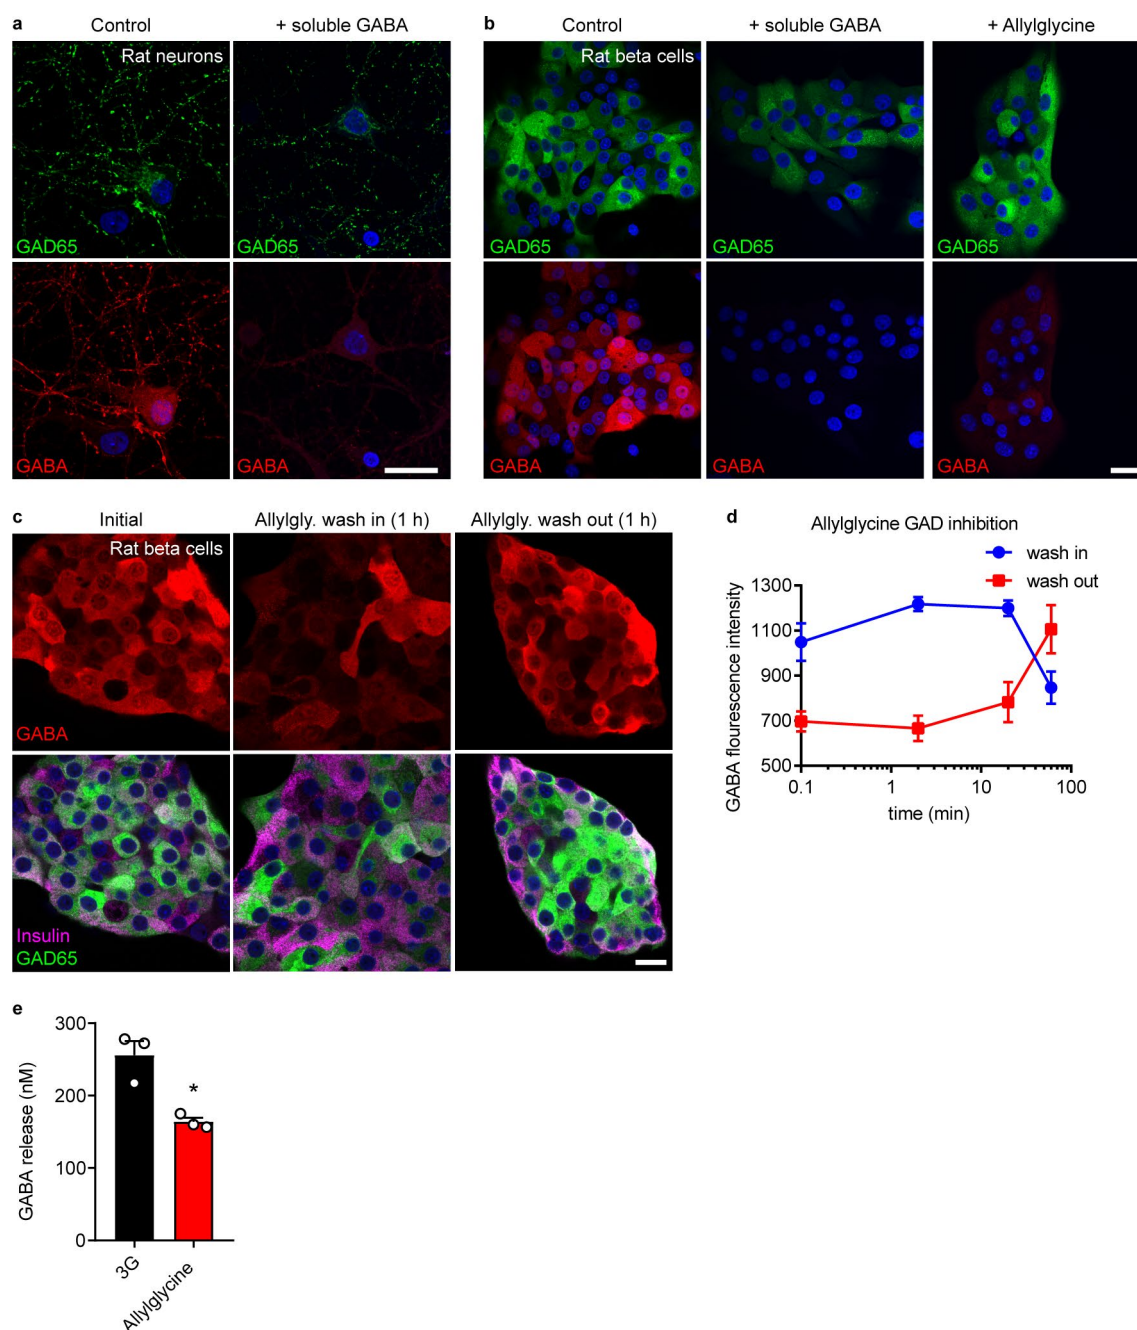 a
Control
+ soluble GABA
Rat neurons
GAD65
GAD65
GABA
GABA
b
Control
+ soluble GABA
+ Allylglycine
Rat beta cells
GAD65
GAD65
GAD65
GABA
GABA
GABA
c
Initial
Allylgly. wash in (1 h)
Allylgly. wash out (1 h)
Rat beta cells
GABA
Insulin
GAD65
d
Allylglycine GAD inhibition
wash in
wash out
GABA flourescence intensity
1300
1100
900
700
500
0.1
1
10
100
time (min)
e
GABA release (nM)
300
200
100
0
*
3G
Allylglycine